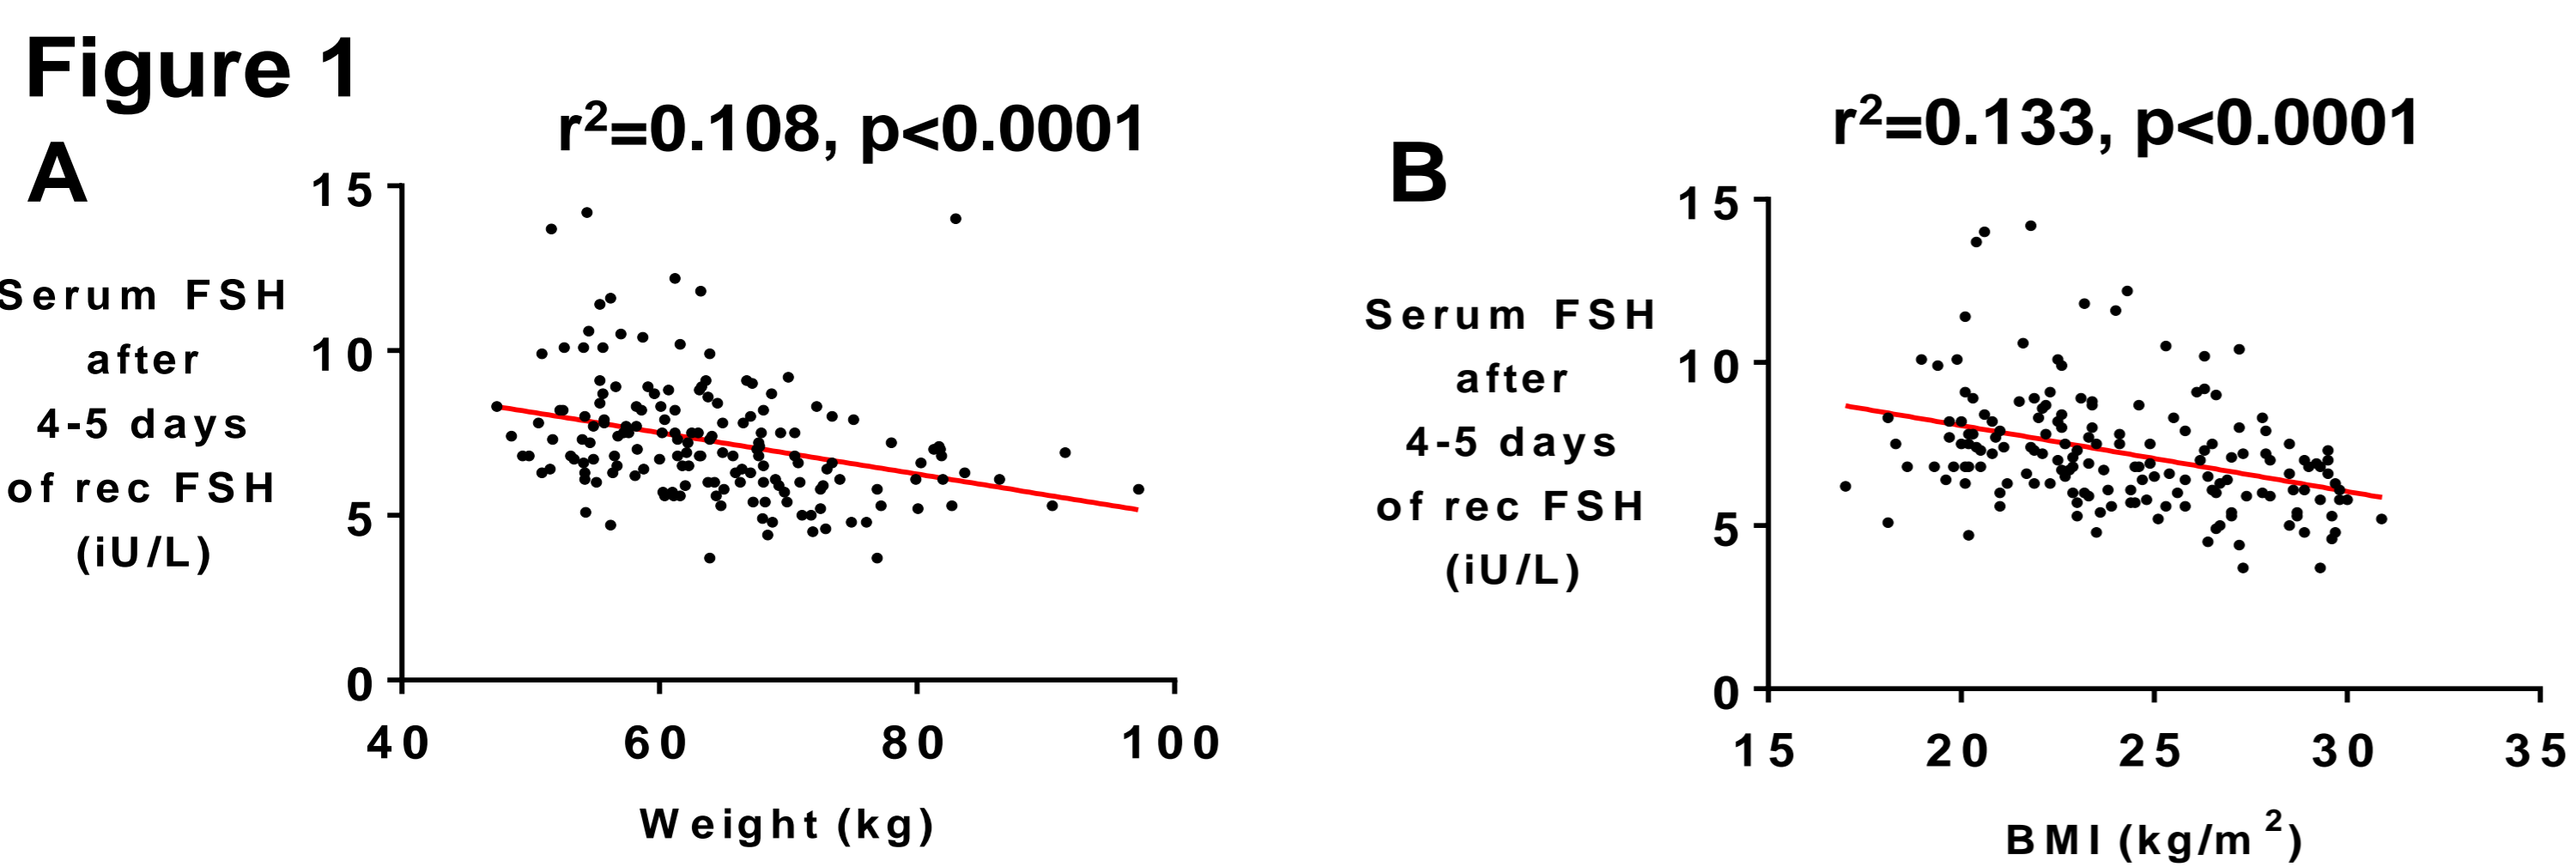 Figure 1
A
r²=0.108, p<0.0001
15
10
5
0
Serum FSH
after
4-5 days
of rec FSH
(iU/L)
40 60 80 100
Weight (kg)
B
r²=0.133, p<0.0001
15
10
5
0
Serum FSH
after
4-5 days
of rec FSH
(iU/L)
15 20 25 30 35
BMI (kg/m²)